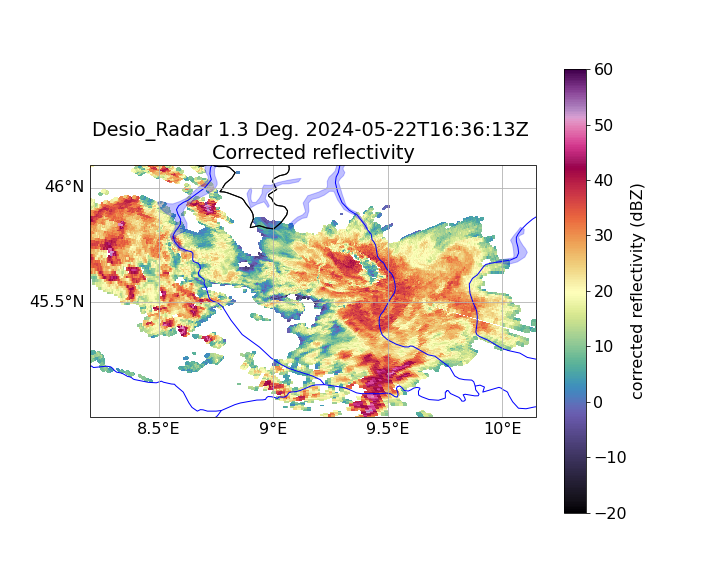 Desio_Radar 1.3 Deg. 2024-05-22T16:36:13Z
Corrected reflectivity
46°N
45.5°N
8.5°E
9°E
9.5°E
10°E
60
50
40
30
20
10
0
−10
−20
corrected reflectivity (dBZ)